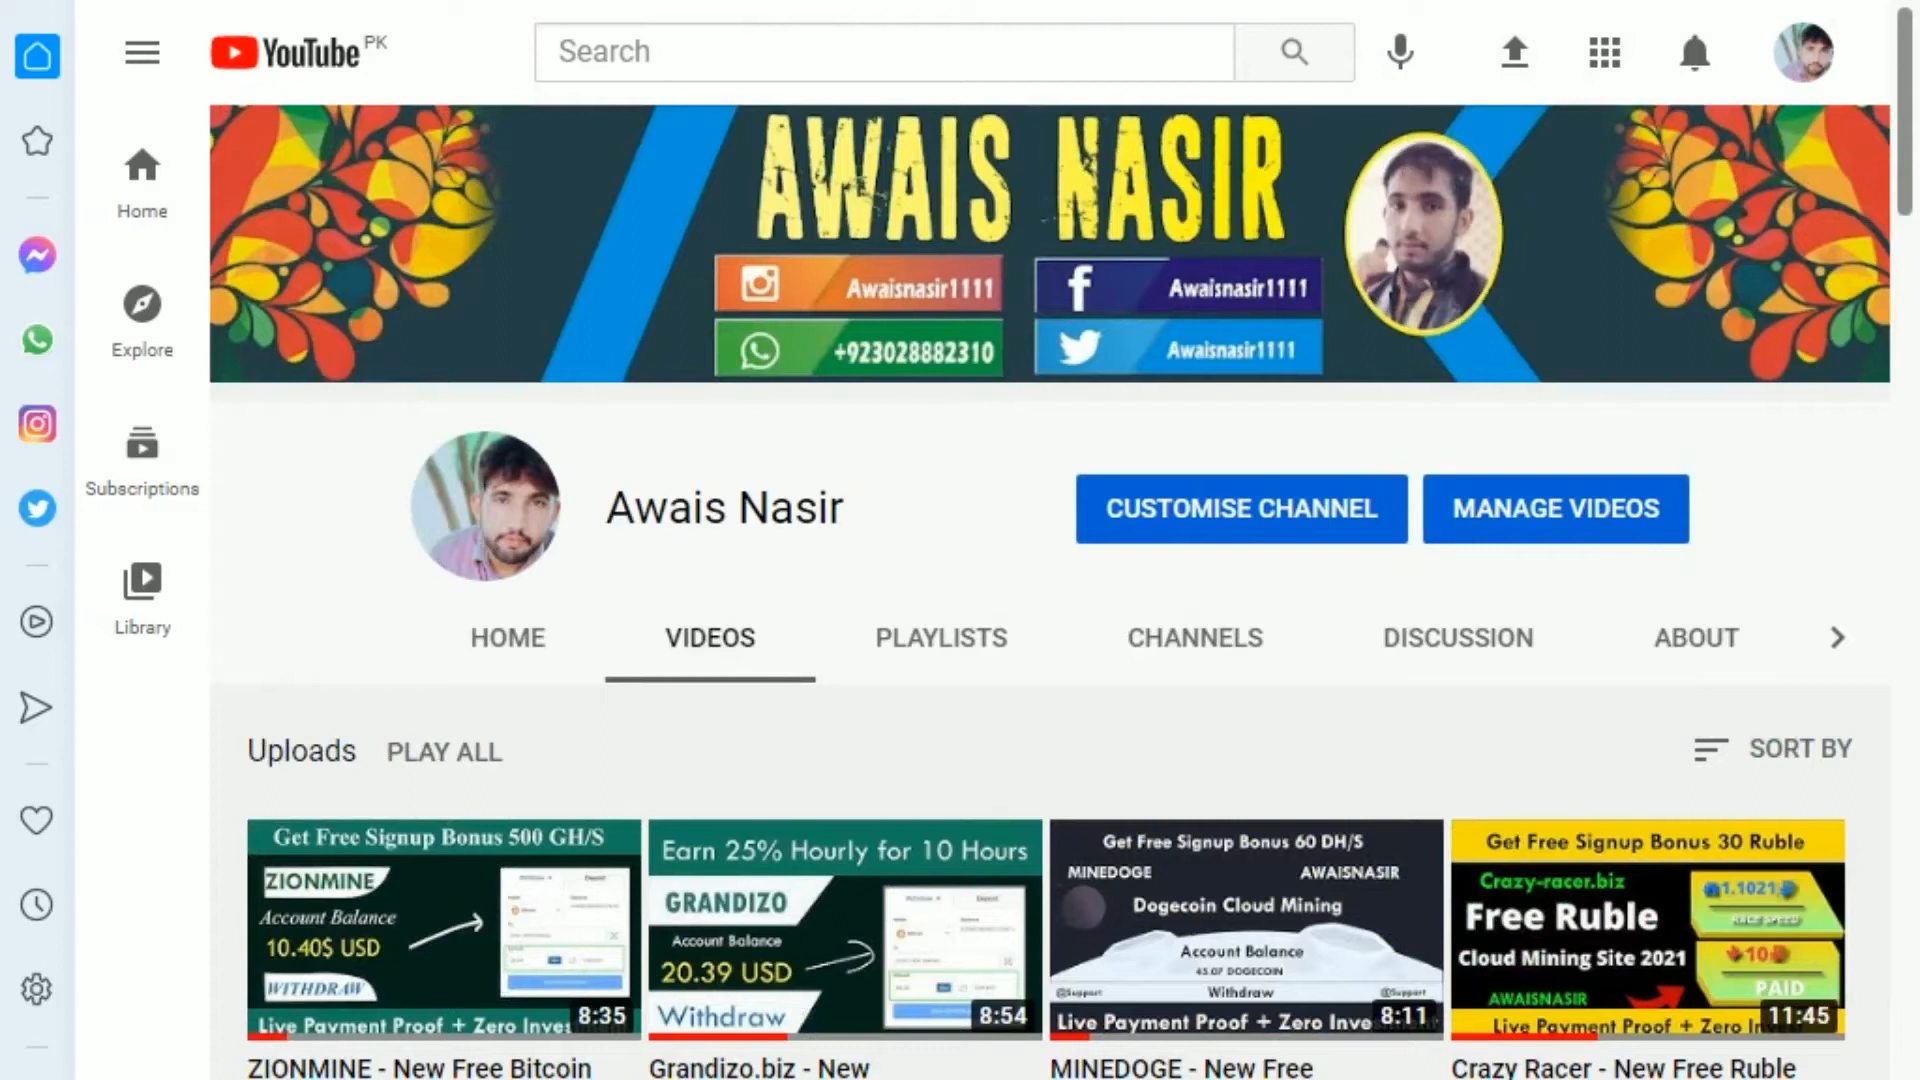 YouTube PK
Search
Home
Explore
Subscriptions
Library
AWAIS NASIR
Awaisnasir1111
Awaisnasir1111
+923028882310
Awaisnasir1111
Awais Nasir
CUSTOMISE CHANNEL
MANAGE VIDEOS
HOME
VIDEOS
PLAYLISTS
CHANNELS
DISCUSSION
ABOUT
Uploads
PLAY ALL
SORT BY
Get Free Signup Bonus 500 GH/S
ZIONMINE
Account Balance
10.40$ USD
WITHDRAW
8:35
Live Payment Proof + Zero
ZIONMINE - New Free Bitcoin
Earn 25% Hourly for 10 Hours
GRANDIZO
Account Balance
20.39 USD
Withdraw
8:54
Grandizo.biz - New
Get Free Signup Bonus 60 DH/S
MINEDOGE
AWAISNASIR
Dogecoin Cloud Mining
Account Balance
45.07 DOGECOIN
@Support
Withdraw
@Support
8:11
Live Payment Proof + Zero
MINEDOGE - New Free
Get Free Signup Bonus 30 Ruble
Crazy-racer.biz
Free Ruble
Cloud Mining Site 2021
1.1021
RACE SPEED
10
PAID
AWAISNASIR
11:45
Live Payment Proof + Zero
Crazy Racer - New Free Ruble